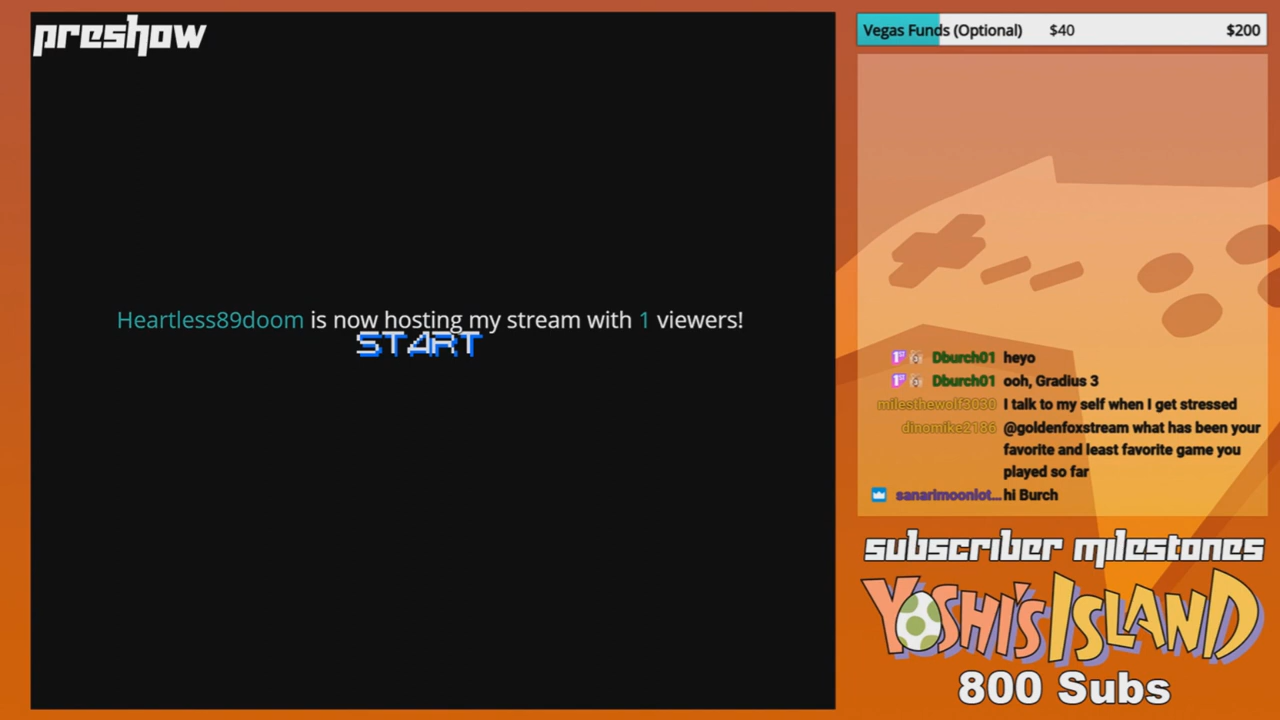 preshow
Vegas Funds (Optional) $40 $200
Heartless89doom is now hosting my stream with 1 viewers!
START
Dburch01 heyo
Dburch01 ooh, Gradius 3
milesthewolf3030 I talk to my self when I get stressed
dinomike2186 @goldenfoxstream what has been your
favorite and least favorite game you
played so far
sanarimoonlot... hi Burch
subscriber milestones
YOSHI'S ISLAND
800 Subs